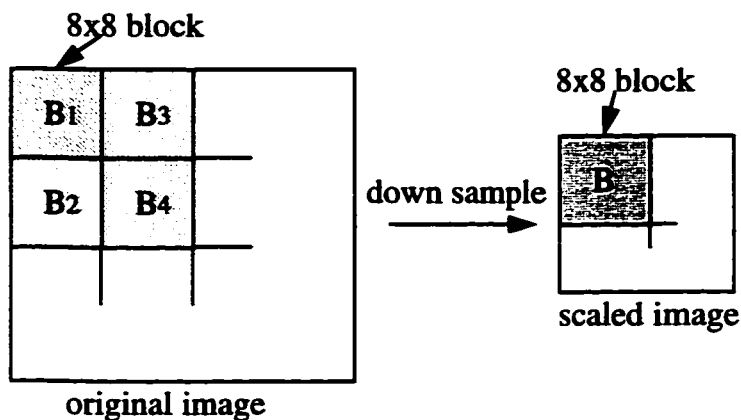 8x8 block
B1 B3
B2 B4
original image
down sample
8x8 block
B
scaled image